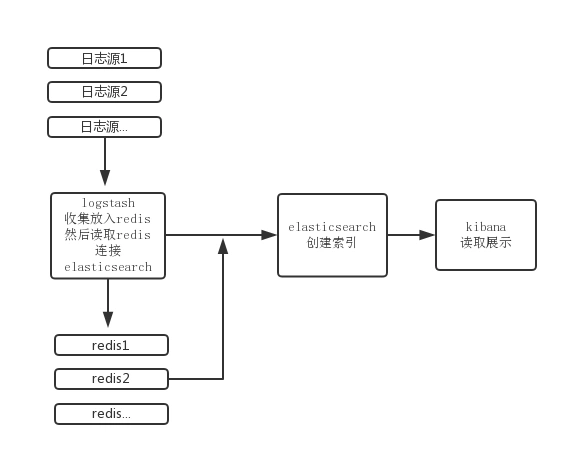 日志源1
日志源2
日志源...
logstash
收集放入redis
然后读取redis
连接
elasticsearch
elasticsearch
创建索引
kibana
读取展示
redis1
redis2
redis...